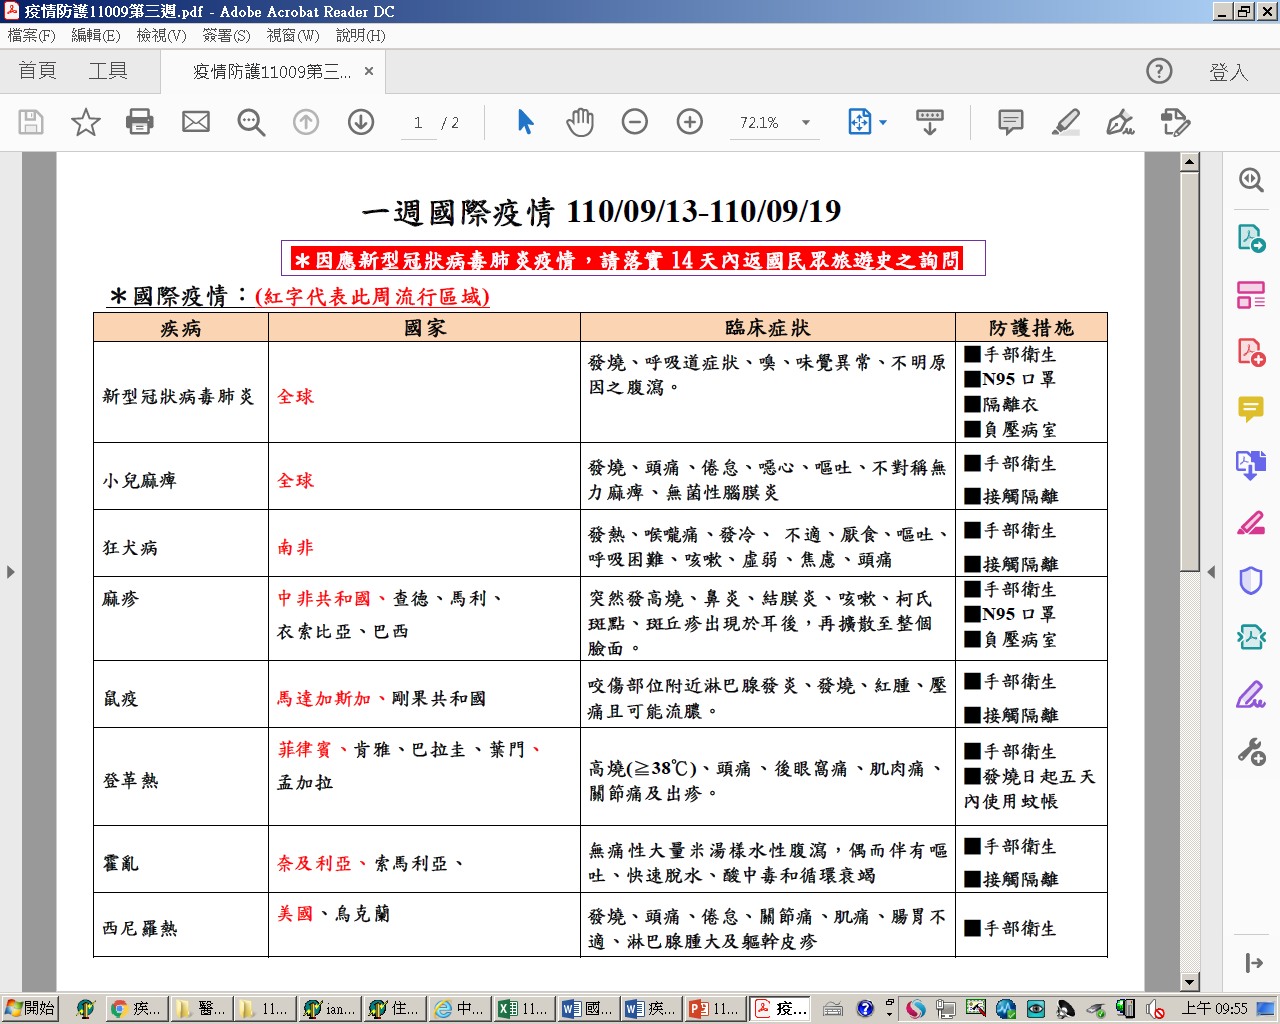 疫情防護11009第三週.pdf - Adobe Acrobat Reader DC
檔案(F) 編輯(E) 檢視(V) 簽署(S) 視窗(W) 說明(H)
首頁 工具 疫情防護11009第三... × 登入
1 / 2 72.1%
一週國際疫情 110/09/13-110/09/19
＊因應新型冠狀病毒肺炎疫情，請落實 14 天內返國民眾旅遊史之詢問
＊國際疫情：(紅字代表此周流行區域)
疾病 國家 臨床症狀 防護措施
新型冠狀病毒肺炎 全球
發燒、呼吸道症狀、嗅、味覺異常、不明原
因之腹瀉。
■手部衛生
■N95 口罩
■隔離衣
■負壓病室
小兒麻痺 全球
發燒、頭痛、倦怠、噁心、嘔吐、不對稱無
力麻痺、無菌性腦膜炎
■手部衛生
■接觸隔離
狂犬病 南非
發熱、喉嚨痛、發冷、 不適、厭食、嘔吐、
呼吸困難、咳嗽、虛弱、焦慮、頭痛
■手部衛生
■接觸隔離
麻疹
中非共和國、查德、馬利、
衣索比亞、巴西
突然發高燒、鼻炎、結膜炎、咳嗽、柯氏
斑點、斑丘疹出現於耳後，再擴散至整個
臉面。
■手部衛生
■N95 口罩
■負壓病室
鼠疫 馬達加斯加、剛果共和國
咬傷部位附近淋巴腺發炎、發燒、紅腫、壓
痛且可能流膿。
■手部衛生
■接觸隔離
登革熱
菲律賓、肯雅、巴拉圭、葉門、
孟加拉
高燒(≧38℃)、頭痛、後眼窩痛、肌肉痛、
關節痛及出疹。
■手部衛生
■發燒日起五天
內使用蚊帳
霍亂 奈及利亞、索馬利亞、
無痛性大量米湯樣水性腹瀉，偶而伴有嘔
吐、快速脫水、酸中毒和循環衰竭
■手部衛生
■接觸隔離
西尼羅熱 美國、烏克蘭
發燒、頭痛、倦怠、關節痛、肌痛、腸胃不
適、淋巴腺腫大及軀幹皮疹
■手部衛生
開始 疾... 醫... 11... ian... 住... 中... 11... 國... 疾... 11... 疫... 上午 09:55